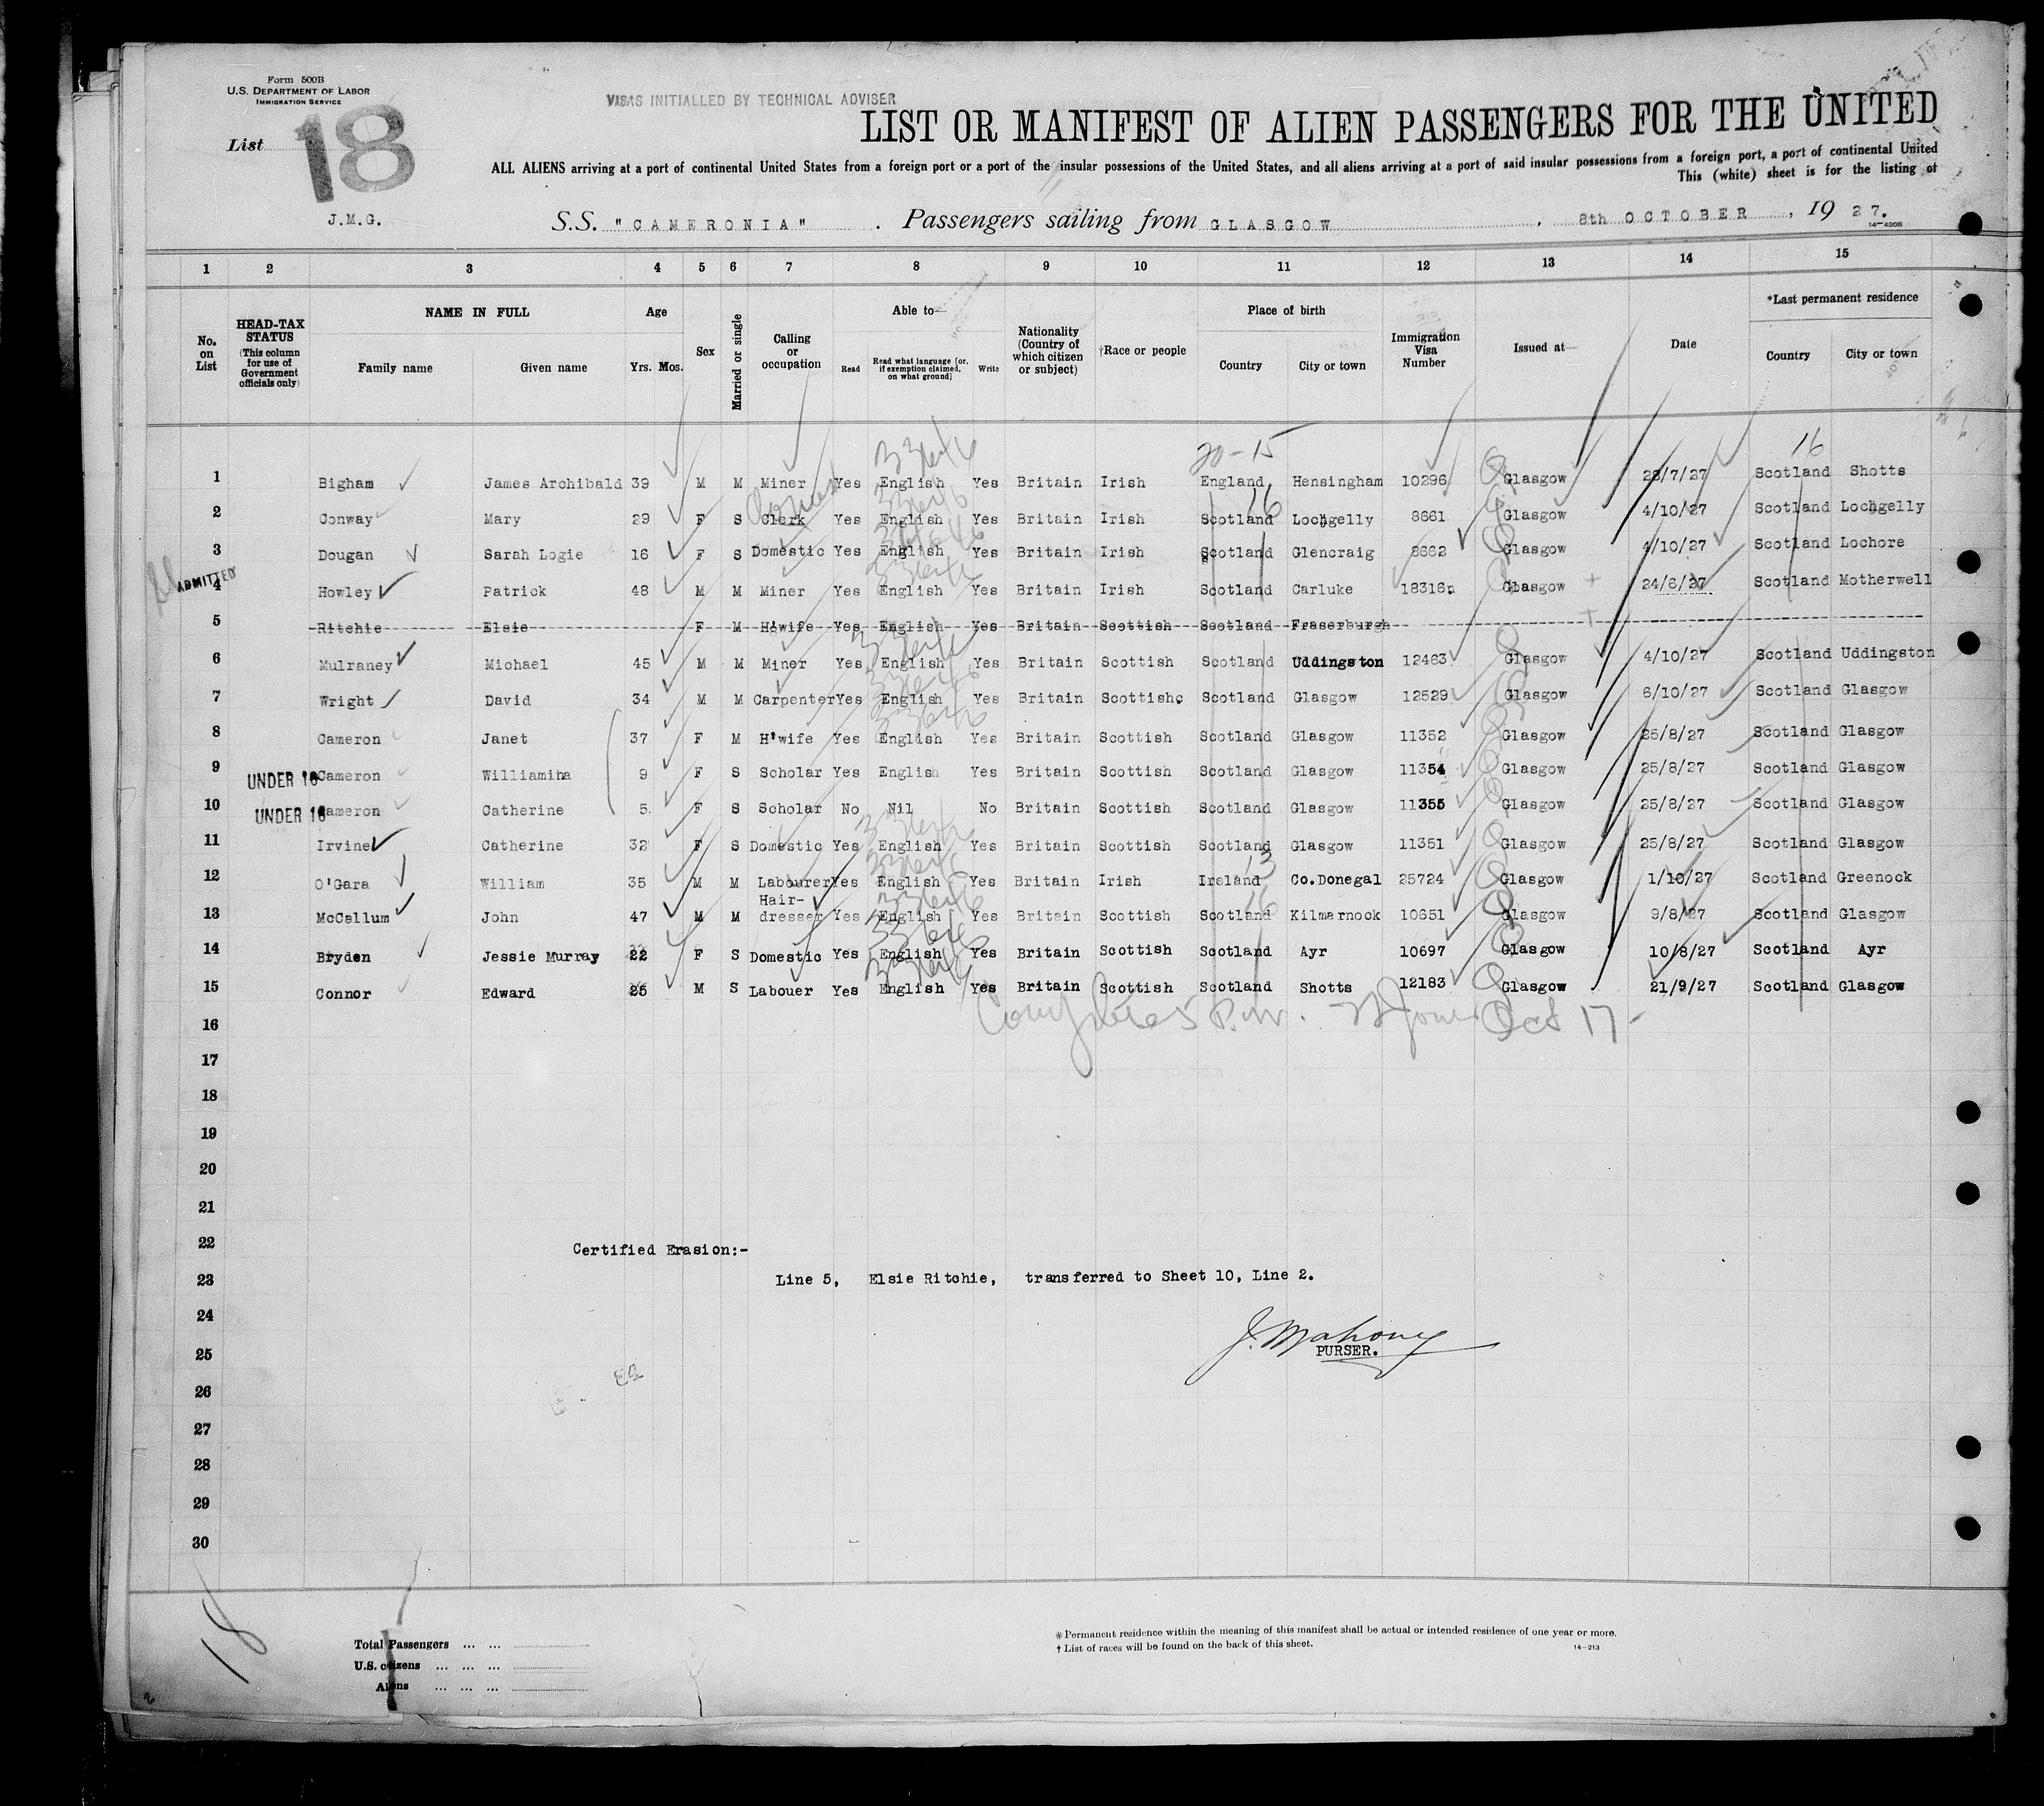 Form 500B
U.S. DEPARTMENT OF LABOR
IMMIGRATION SERVICE
List 18
J.M.G.
VISAS INITIALLED BY TECHNICAL ADVISER
LIST OR MANIFEST OF ALIEN PASSENGERS FOR THE UNITED
ALL ALIENS arriving at a port of continental United States from a foreign port or a port of the insular possessions of the United States, and all aliens arriving at a port of said insular possessions from a foreign port, a port of continental United
This (white) sheet is for the listing of
S.S. "CAMERONIA". Passengers sailing from GLASGOW, 8th OCTOBER, 19 27.
14—4808
1 2 3 4 5 6 7 8 9 10 11 12 13 14 15
No. on List
HEAD-TAX STATUS (This column for use of Government officials only)
NAME IN FULL
Family name Given name
Age
Yrs. Mos.
Sex
Married or single
Calling or occupation
Able to—
Read Read what language [or, if exemption claimed, on what ground] Write
Nationality (Country of which citizen or subject)
†Race or people
Place of birth
Country City or town
Immigration Visa Number
Issued at—
Date
*Last permanent residence
Country City or town
20-15 16
1 Bigham James Archibald 39 M M Miner Yes English Yes Britain Irish England Hensingham 10296 Glasgow 28/7/27 Scotland Shotts
16
2 Conway Mary 29 F S Clerk Yes English Yes Britain Irish Scotland Lochgelly 8661 Glasgow 4/10/27 Scotland Lochgelly
3 Dougan Sarah Logie 16 F S Domestic Yes English Yes Britain Irish Scotland Glencraig 8662 Glasgow 4/10/27 Scotland Lochore
ADMITTED
4 Howley Patrick 48 M M Miner Yes English Yes Britain Irish Scotland Carluke 18316 Glasgow 24/6/27 Scotland Motherwell
5 Ritchie Elsie F M H'wife Yes English Yes Britain Scottish Scotland Fraserburgh
6 Mulraney Michael 45 M M Miner Yes English Yes Britain Scottish Scotland Uddingston 12463 Glasgow 4/10/27 Scotland Uddingston
7 Wright David 34 M M Carpenter Yes English Yes Britain Scottish Scotland Glasgow 12529 Glasgow 6/10/27 Scotland Glasgow
8 Cameron Janet 37 F M H'wife Yes English Yes Britain Scottish Scotland Glasgow 11352 Glasgow 25/8/27 Scotland Glasgow
9 UNDER 16 Cameron Williamina 9 F S Scholar Yes English Yes Britain Scottish Scotland Glasgow 11354 Glasgow 25/8/27 Scotland Glasgow
10 UNDER 16 Cameron Catherine 5 F S Scholar No Nil No Britain Scottish Scotland Glasgow 11355 Glasgow 25/8/27 Scotland Glasgow
11 Irvine Catherine 32 F S Domestic Yes English Yes Britain Scottish Scotland Glasgow 11351 Glasgow 25/8/27 Scotland Glasgow
13
12 O'Gara William 35 M M Labourer Yes English Yes Britain Irish Ireland Co.Donegal 25724 Glasgow 1/10/27 Scotland Greenock
16
13 McCallum John 47 M M Hair-dresser Yes English Yes Britain Scottish Scotland Kilmarnock 10651 Glasgow 9/8/27 Scotland Glasgow
14 Bryden Jessie Murray 22 F S Domestic Yes English Yes Britain Scottish Scotland Ayr 10697 Glasgow 10/8/27 Scotland Ayr
15 Connor Edward 25 M S Labouer Yes English Yes Britain Scottish Scotland Shotts 12183 Glasgow 21/9/27 Scotland Glasgow
16 Oct 17-
17
18
19
20
21
22 Certified Erasion:-
23 Line 5, Elsie Ritchie, transferred to Sheet 10, Line 2.
24 J. Mahoney
25 PURSER.
26
27
28
29
30
18
Total Passengers ... ...
U.S. citizens ... ... ...
Aliens ... ... ...
* Permanent residence within the meaning of this manifest shall be actual or intended residence of one year or more.
† List of races will be found on the back of this sheet.
14—213